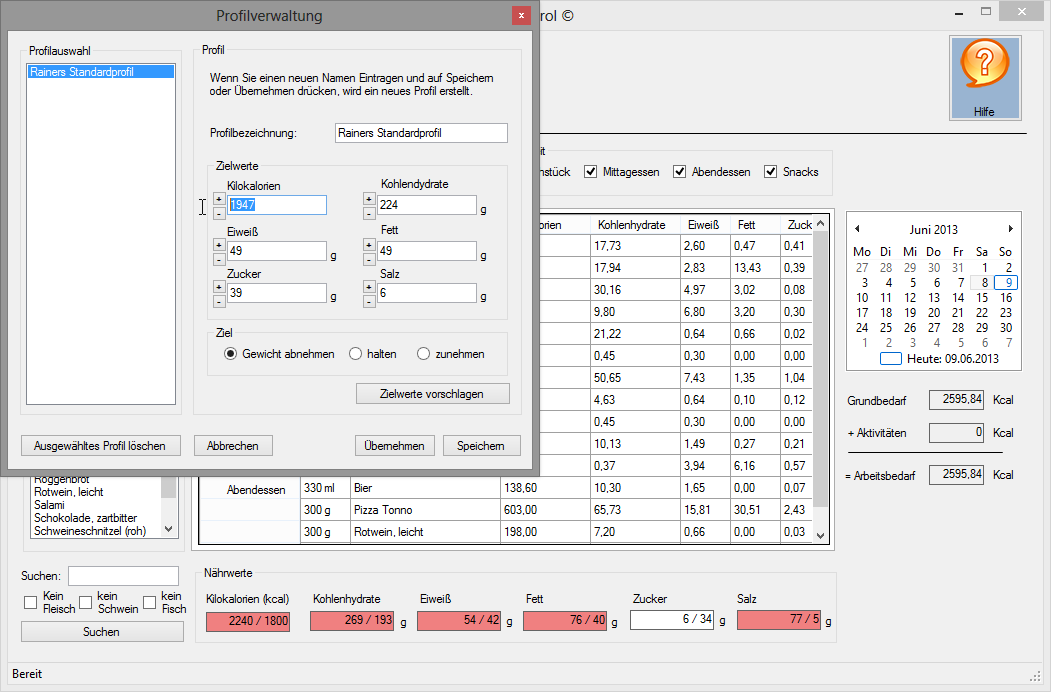 Profilverwaltung
x
rol ©
Profilauswahl
Rainers Standardprofil
Profil
Wenn Sie einen neuen Namen Eintragen und auf Speichern
oder Übernehmen drücken, wird ein neues Profil erstellt.
Profilbezeichnung: Rainers Standardprofil
Zielwerte
Kilokalorien Kohlendydrate
+ 1947 + 224 g
- -
Eiweiß Fett
+ 49 g + 49 g
- -
Zucker Salz
+ 39 g + 6 g
- -
Ziel
Gewicht abnehmen halten zunehmen
Zielwerte vorschlagen
Ausgewähltes Profil löschen Abbrechen Übernehmen Speichern
?
Hilfe
it
nstück Mittagessen Abendessen Snacks
orien Kohlenhydrate Eiweiß Fett Zuck
17,73 2,60 0,47 0,41
17,94 2,83 13,43 0,39
30,16 4,97 3,02 0,08
9,80 6,80 3,20 0,30
21,22 0,64 0,66 0,02
0,45 0,30 0,00 0,00
50,65 7,43 1,35 1,04
4,63 0,64 0,10 0,12
0,45 0,30 0,00 0,00
10,13 1,49 0,27 0,21
0,37 3,94 6,16 0,57
Abendessen 330 ml Bier 138,60 10,30 1,65 0,00 0,07
300 g Pizza Tonno 603,00 65,73 15,81 30,51 2,43
300 g Rotwein, leicht 198,00 7,20 0,66 0,00 0,03
Juni 2013
Mo Di Mi Do Fr Sa So
27 28 29 30 31 1 2
3 4 5 6 7 8 9
10 11 12 13 14 15 16
17 18 19 20 21 22 23
24 25 26 27 28 29 30
1 2 3 4 5 6 7
Heute: 09.06.2013
Grundbedarf 2595,84 Kcal
+ Aktivitäten 0 Kcal
= Arbeitsbedarf 2595,84 Kcal
Roggenbrot
Rotwein, leicht
Salami
Schokolade, zartbitter
Schweineschnitzel (roh)
Suchen:
Kein Fleisch kein Schwein kein Fisch
Suchen
Nährwerte
Kilokalorien (kcal) Kohlenhydrate Eiweiß Fett Zucker Salz
2240 / 1800 269 / 193 g 54 / 42 g 76 / 40 g 6 / 34 g 77 / 5 g
Bereit